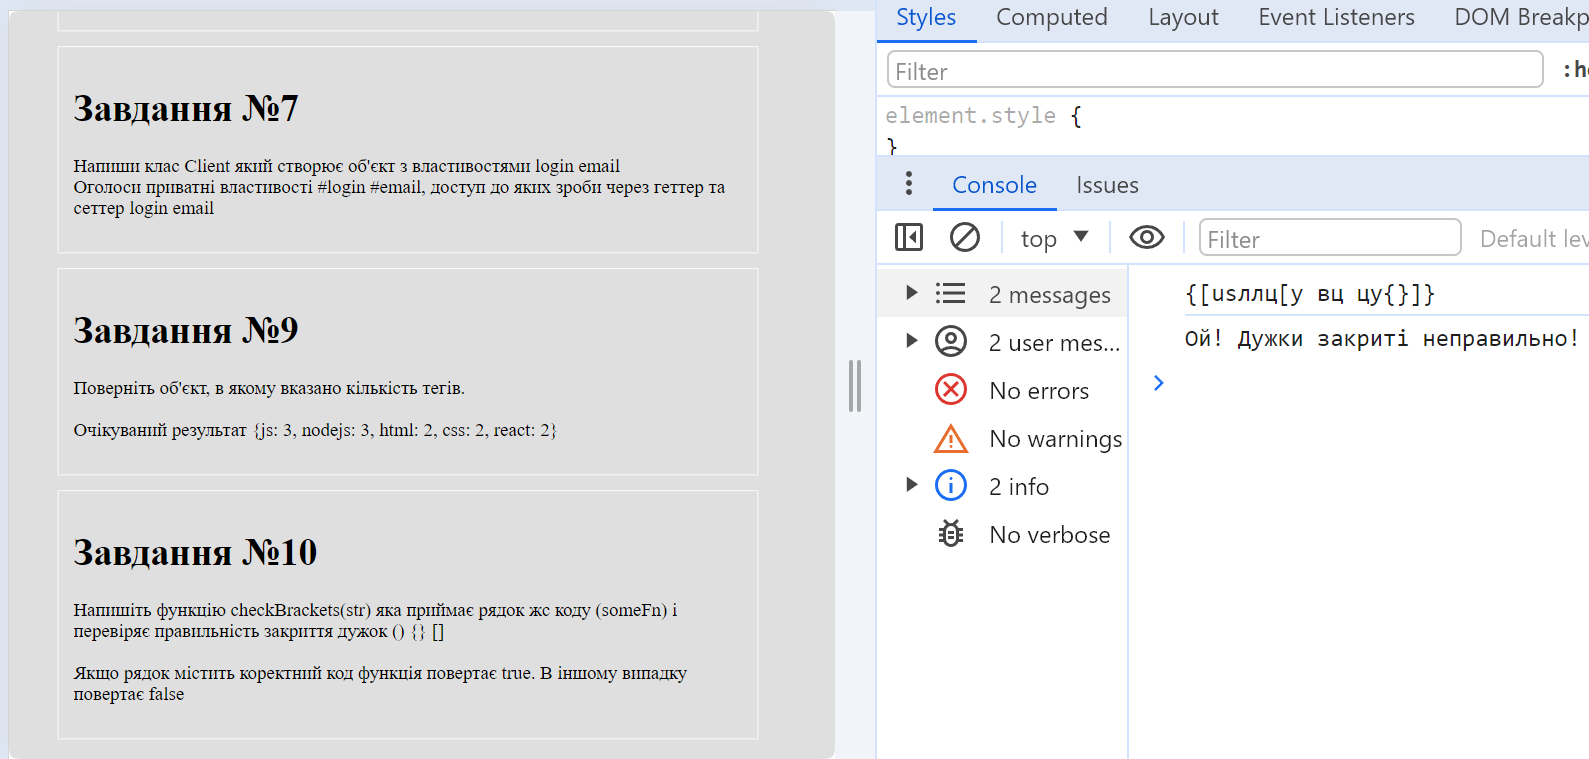 Завдання №7
Напиши клас Client який створює об'єкт з властивостями login email
Оголоси приватні властивості #login #email, доступ до яких зроби через геттер та
сеттер login email
Завдання №9
Поверніть об'єкт, в якому вказано кількість тегів.
Очікуваний результат {js: 3, nodejs: 3, html: 2, css: 2, react: 2}
Завдання №10
Напишіть функцію checkBrackets(str) яка приймає рядок жс коду (someFn) і
перевіряє правильність закриття дужок () {} []
Якщо рядок містить коректний код функція повертає true. В іншому випадку
повертає false
Styles Computed Layout Event Listeners DOM Breakp
Filter
:h
element.style {
}
Console Issues
top Filter Default lev
2 messages
2 user mes...
No errors
No warnings
2 info
No verbose
{[usллц[у вц цу{}]}
Ой! Дужки закриті неправильно!